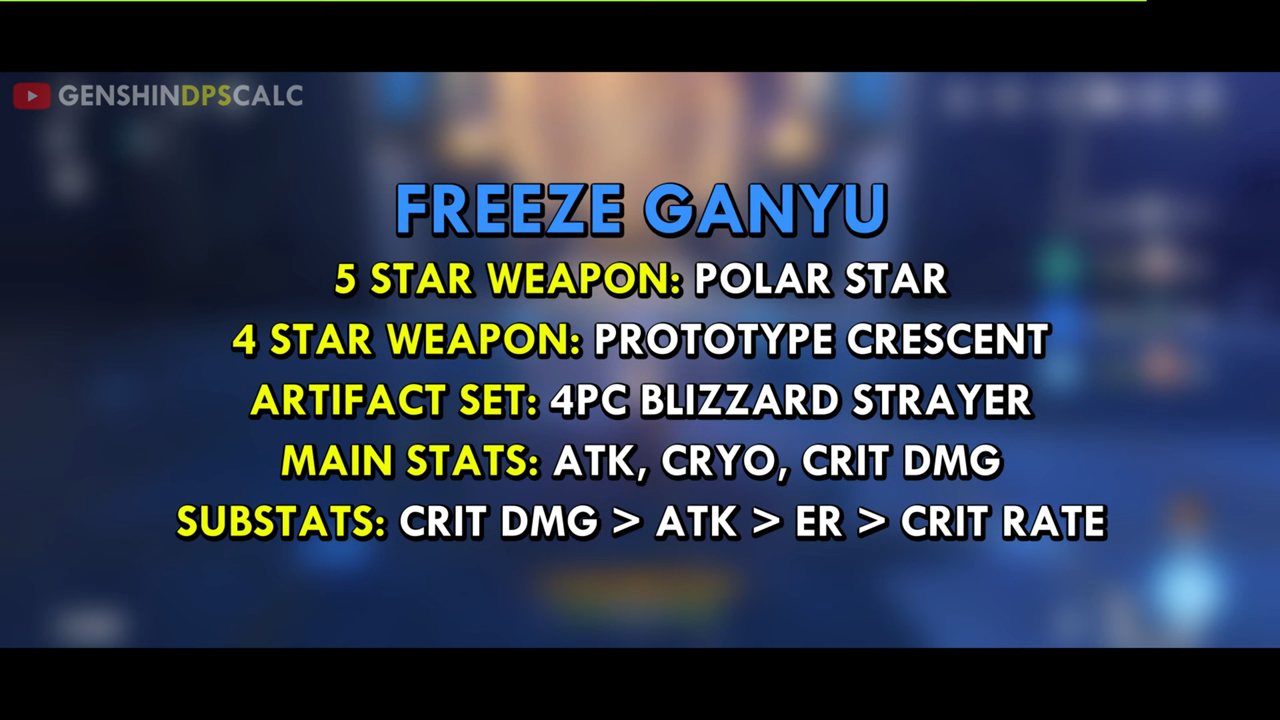 GENSHINDPSCALC
FREEZE GANYU
5 STAR WEAPON: POLAR STAR
4 STAR WEAPON: PROTOTYPE CRESCENT
ARTIFACT SET: 4PC BLIZZARD STRAYER
MAIN STATS: ATK, CRYO, CRIT DMG
SUBSTATS: CRIT DMG > ATK > ER > CRIT RATE